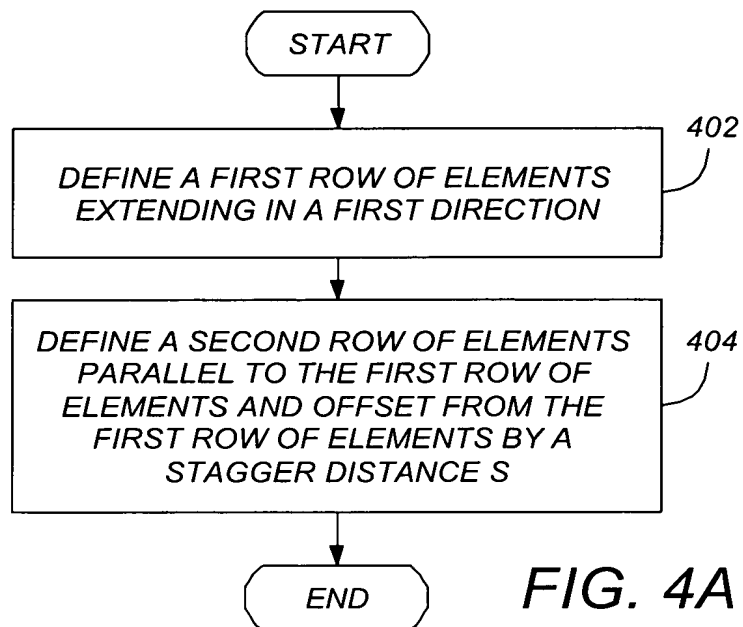 START
402
DEFINE A FIRST ROW OF ELEMENTS
EXTENDING IN A FIRST DIRECTION
404
DEFINE A SECOND ROW OF ELEMENTS
PARALLEL TO THE FIRST ROW OF
ELEMENTS AND OFFSET FROM THE
FIRST ROW OF ELEMENTS BY A
STAGGER DISTANCE S
END
FIG. 4A